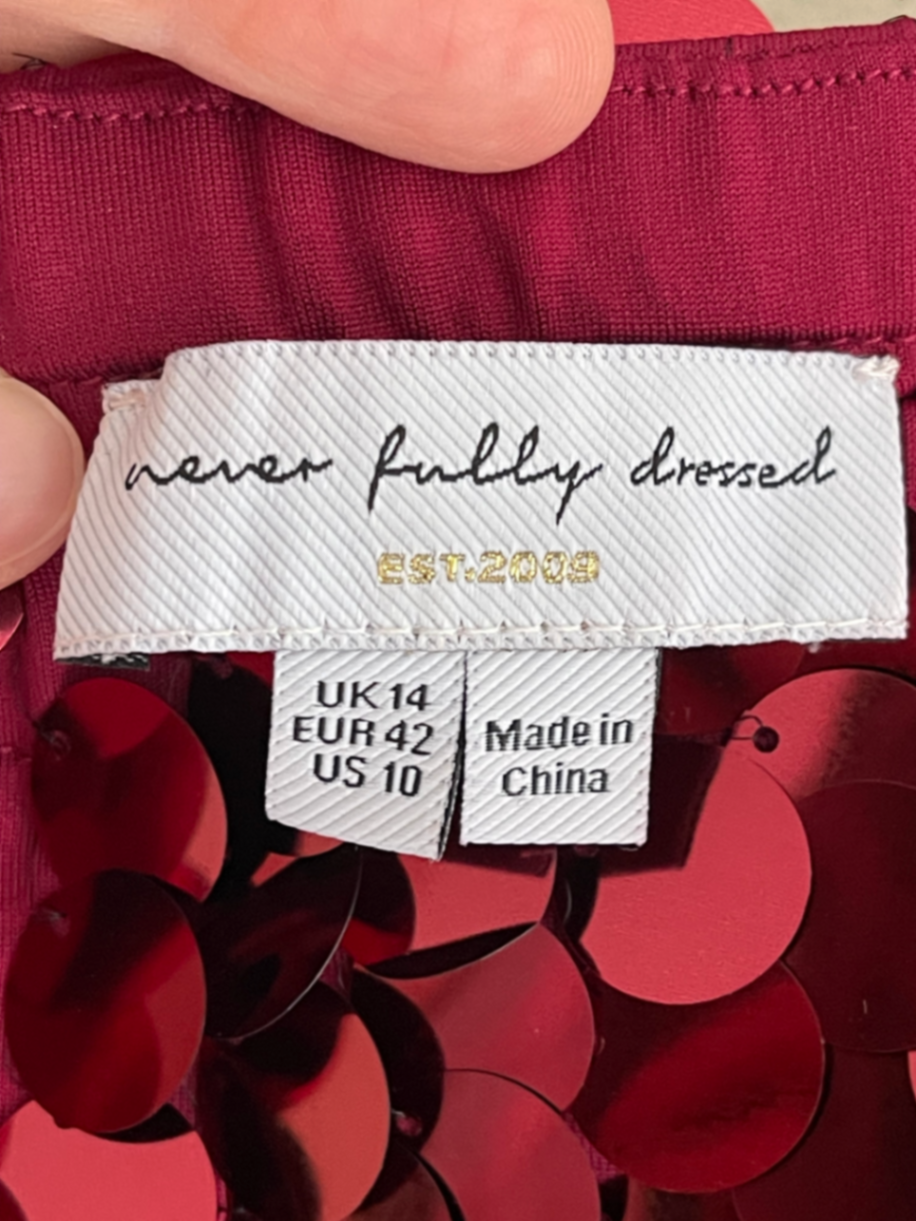 never fully dressed
EST.2009
UK 14
EUR 42
US 10
Made in
China